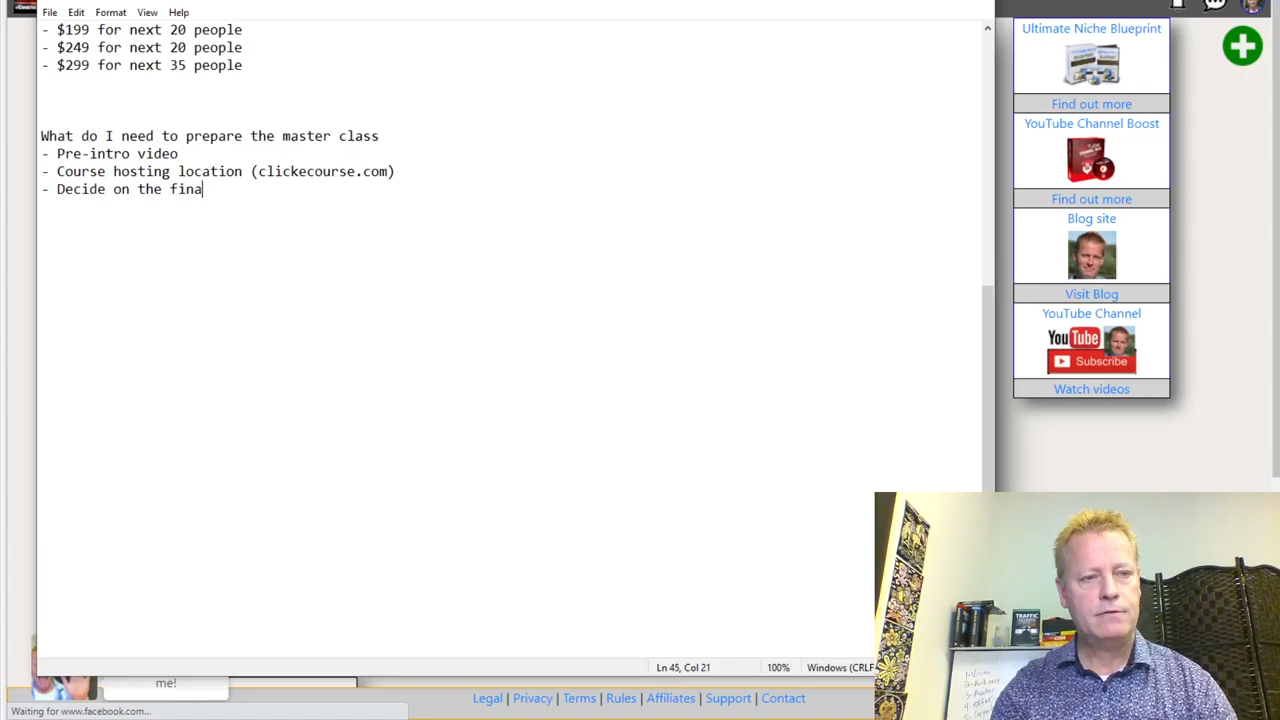 File Edit Format View Help
- $199 for next 20 people
- $249 for next 20 people
- $299 for next 35 people
What do I need to prepare the master class
- Pre-intro video
- Course hosting location (clickecourse.com)
- Decide on the fina
Ln 45, Col 21 100% Windows (CRLF
Ultimate Niche Blueprint
Find out more
YouTube Channel Boost
Find out more
Blog site
Visit Blog
YouTube Channel
YouTube
Subscribe
Watch videos
TRAFFIC
SECRETS
me!
Legal | Privacy | Terms | Rules | Affiliates | Support | Contact
Waiting for www.facebook.com...